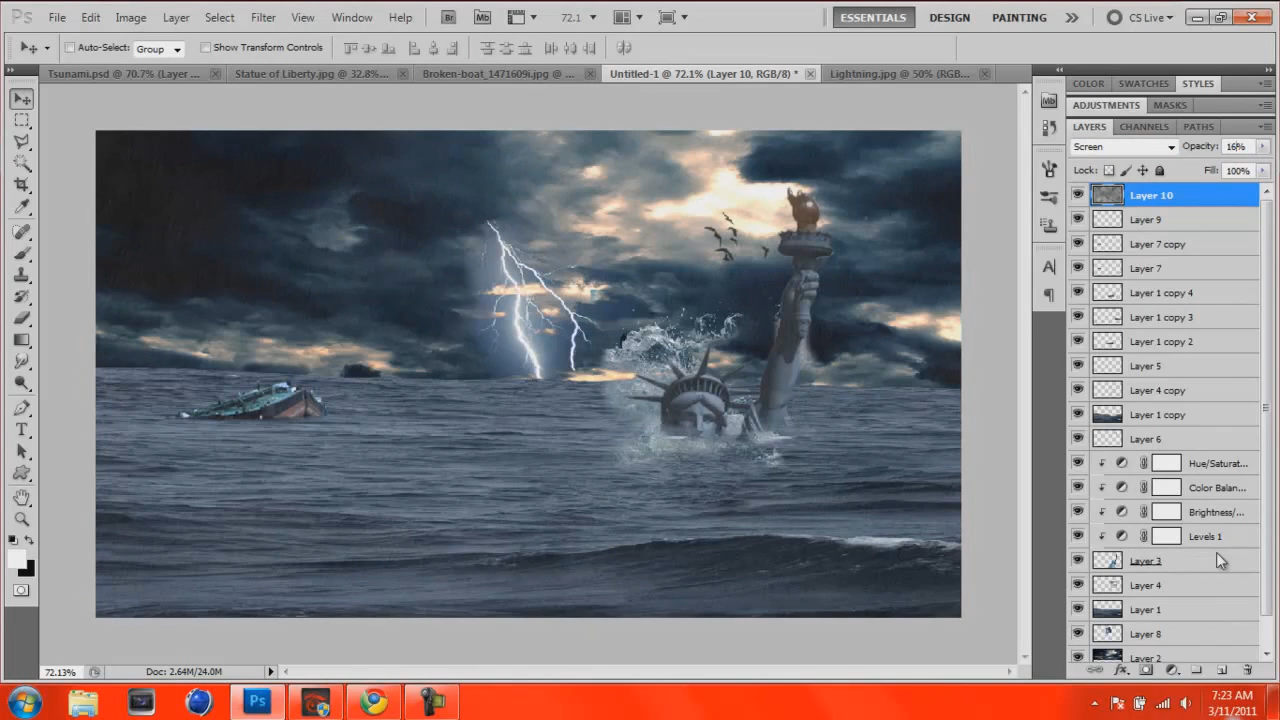 Ps File Edit Image Layer Select Filter View Window Help Br Mb 72.1 ESSENTIALS DESIGN PAINTING CS Live
Auto-Select: Group Show Transform Controls
Tsunami.psd @ 70.7% (Layer ... Statue of Liberty.jpg @ 32.8%... Broken-boat_1471609i.jpg @ ... Untitled-1 @ 72.1% (Layer 10, RGB/8) * Lightning.jpg @ 50% (RGB...
COLOR SWATCHES STYLES
ADJUSTMENTS MASKS
LAYERS CHANNELS PATHS
Screen Opacity: 16%
Lock: Fill: 100%
Layer 10
Layer 9
Layer 7 copy
Layer 7
Layer 1 copy 4
Layer 1 copy 3
Layer 1 copy 2
Layer 5
Layer 4 copy
Layer 1 copy
Layer 6
Hue/Saturat...
Color Balan...
Brightness/...
Levels 1
Layer 3
Layer 4
Layer 1
Layer 8
Layer 2
72.13% Doc: 2.64M/24.0M
Ps
7:23 AM
3/11/2011